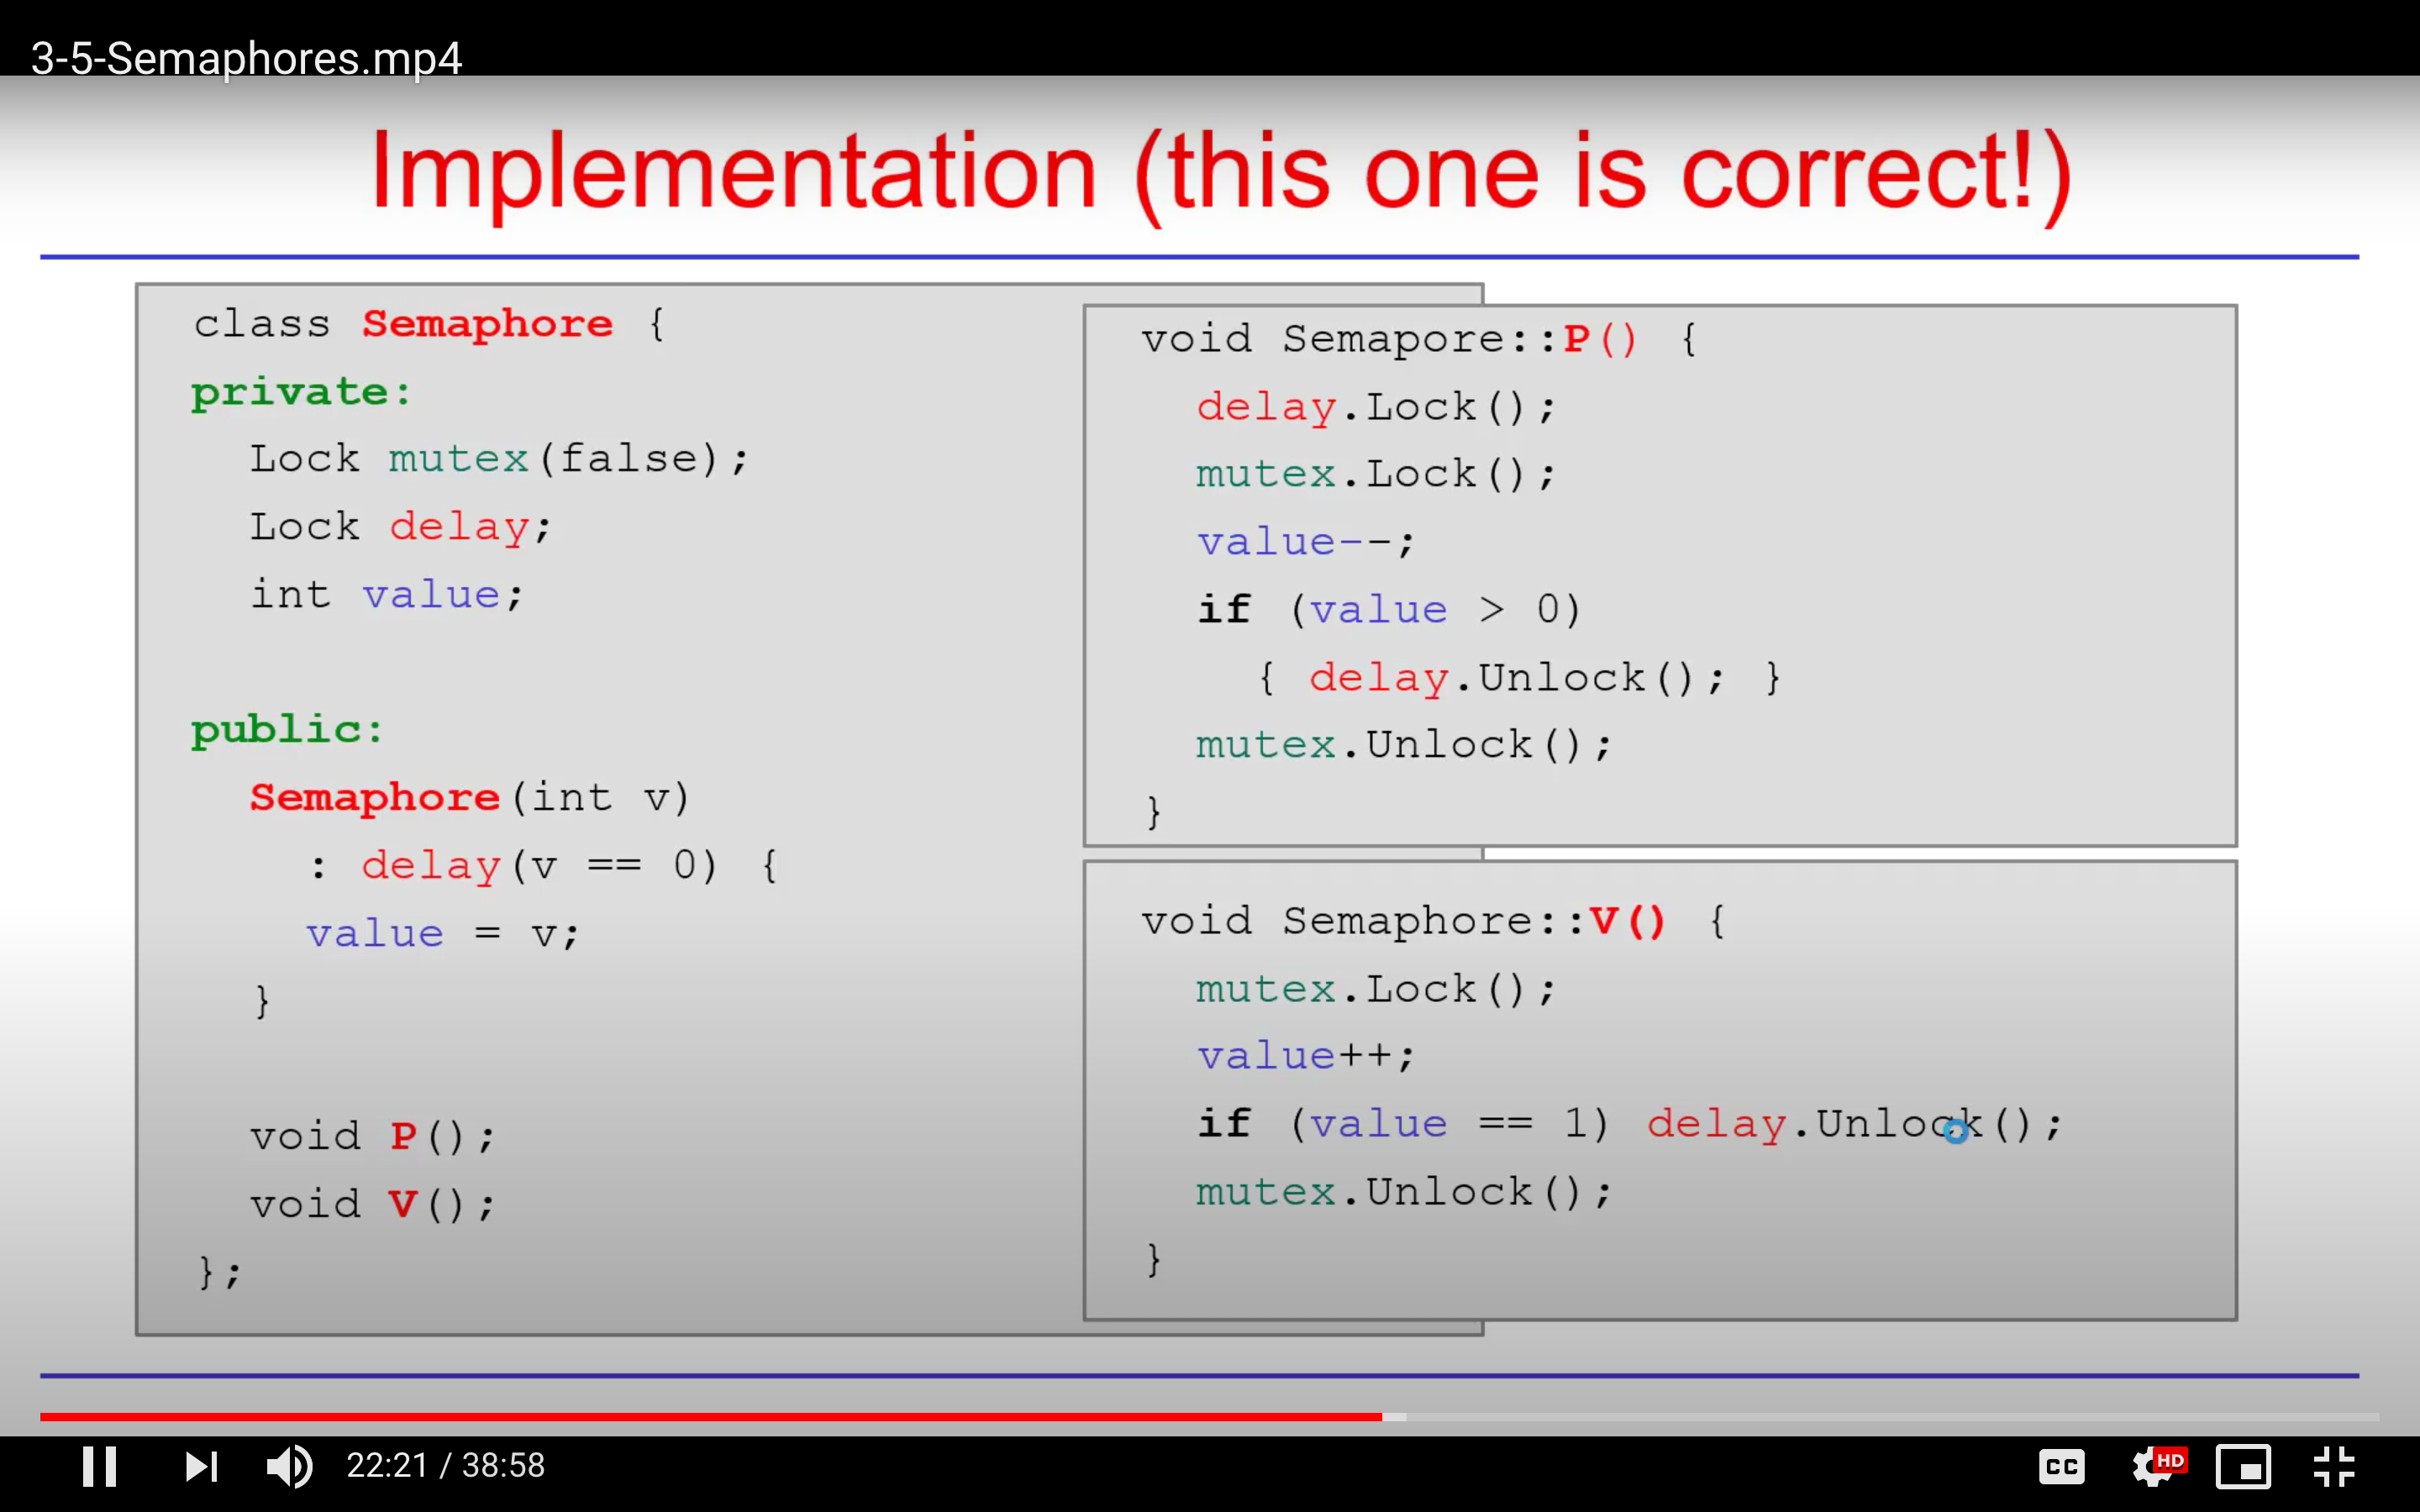 3-5-Semaphores.mp4
Implementation (this one is correct!)
class Semaphore {
private:
Lock mutex(false);
Lock delay;
int value;
public:
Semaphore(int v)
: delay(v == 0) {
value = v;
}
void P();
void V();
};
void Semapore::P() {
delay.Lock();
mutex.Lock();
value--;
if (value > 0)
{ delay.Unlock(); }
mutex.Unlock();
}
void Semaphore::V() {
mutex.Lock();
value++;
if (value == 1) delay.Unlock();
mutex.Unlock();
}
22:21 / 38:58
CC
HD